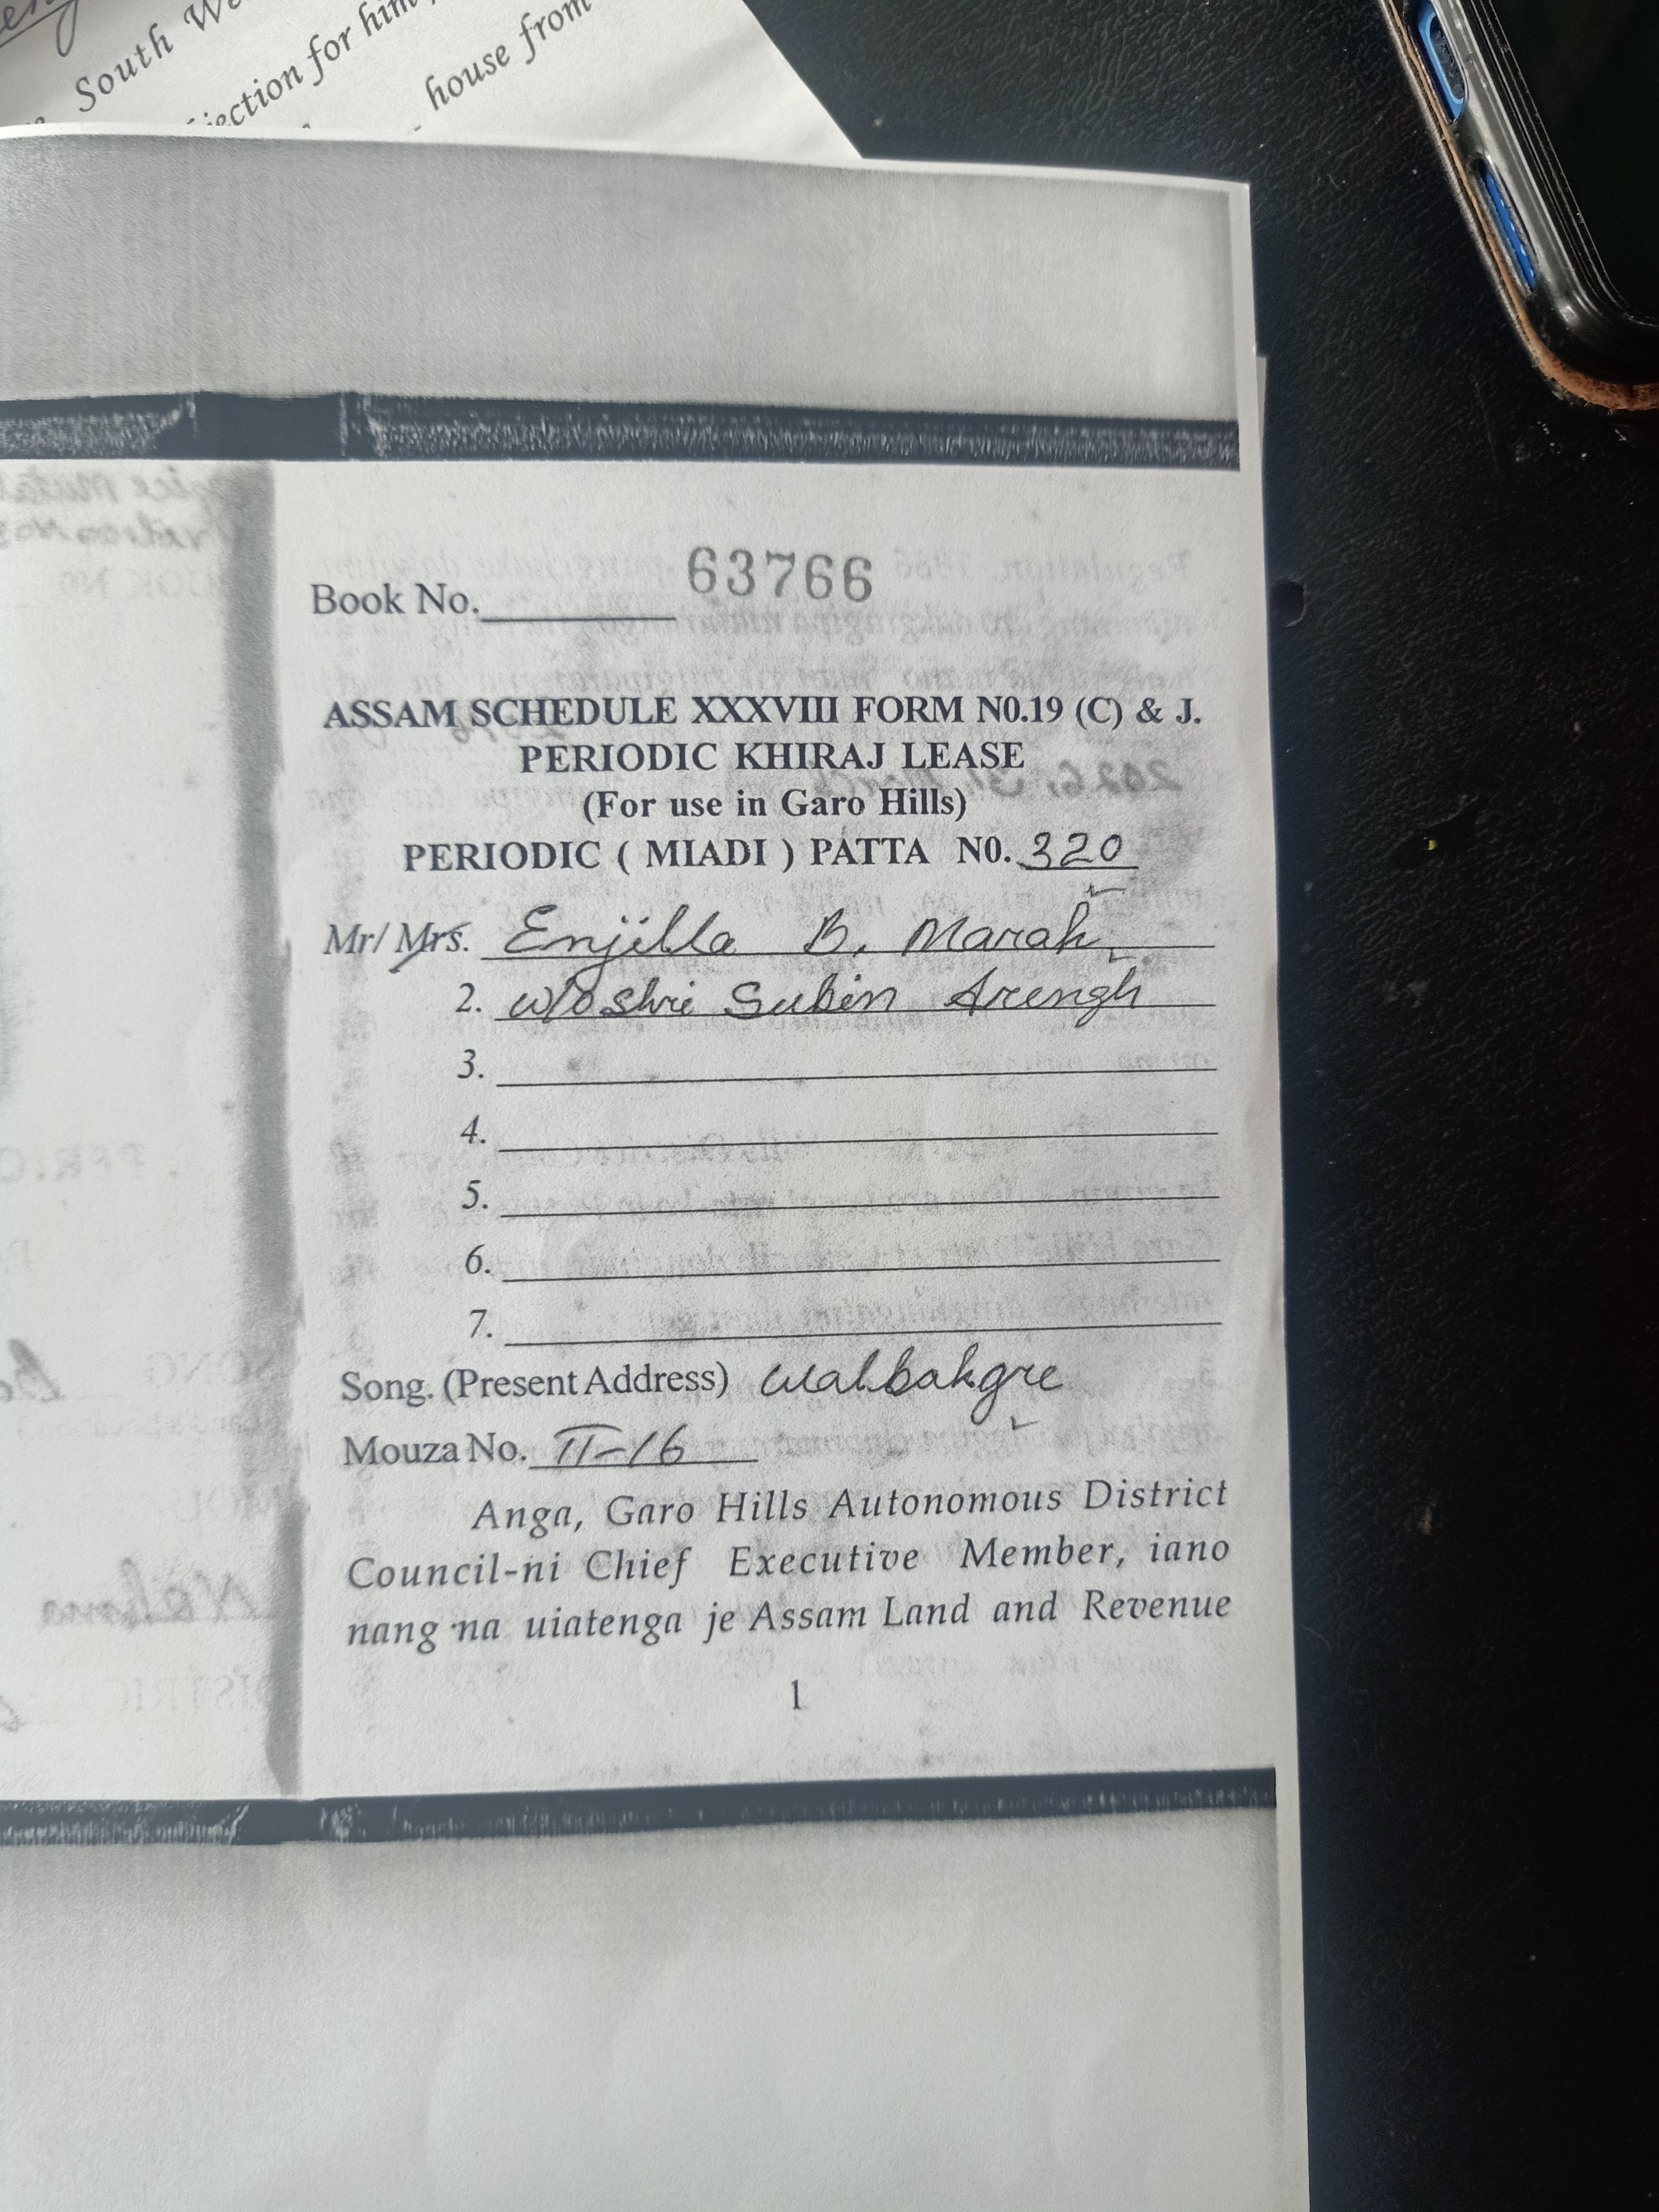 South
jection for him,
house from
Book No. 63766
ASSAM SCHEDULE XXXVIII FORM N0.19 (C) & J.
PERIODIC KHIRAJ LEASE
(For use in Garo Hills)
PERIODIC ( MIADI ) PATTA N0. 320
Mr/ Mrs. Enjilla B. Marak
2. w/o shri Subin Arengh
3.
4.
5.
6.
7.
Song. (Present Address) Walbakgre
Mouza No. II-16
Anga, Garo Hills Autonomous District
Council-ni Chief Executive Member, iano
nang·na uiatenga je Assam Land and Revenue
1